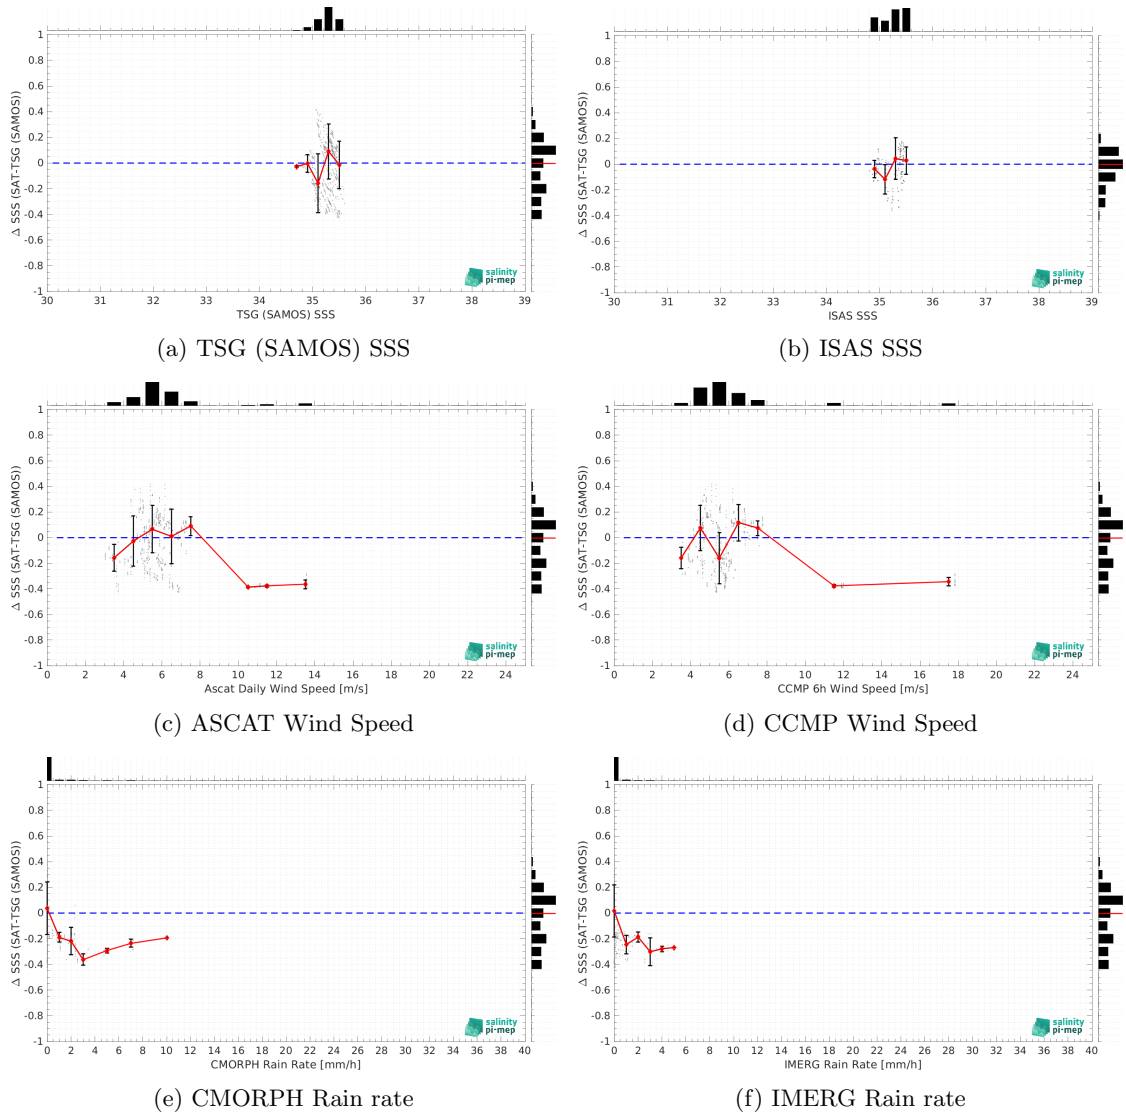 1
0.8
0.6
0.4
0.2
0
-0.2
-0.4
-0.6
-0.8
-1
Δ SSS (SAT-TSG (SAMOS))
30 31 32 33 34 35 36 37 38 39
TSG (SAMOS) SSS
salinity
pi-mep
(a) TSG (SAMOS) SSS
1
0.8
0.6
0.4
0.2
0
-0.2
-0.4
-0.6
-0.8
-1
Δ SSS (SAT-TSG (SAMOS))
30 31 32 33 34 35 36 37 38 39
ISAS SSS
salinity
pi-mep
(b) ISAS SSS
1
0.8
0.6
0.4
0.2
0
-0.2
-0.4
-0.6
-0.8
-1
Δ SSS (SAT-TSG (SAMOS))
0 2 4 6 8 10 12 14 16 18 20 22 24
Ascat Daily Wind Speed [m/s]
salinity
pi-mep
(c) ASCAT Wind Speed
1
0.8
0.6
0.4
0.2
0
-0.2
-0.4
-0.6
-0.8
-1
Δ SSS (SAT-TSG (SAMOS))
0 2 4 6 8 10 12 14 16 18 20 22 24
CCMP 6h Wind Speed [m/s]
salinity
pi-mep
(d) CCMP Wind Speed
1
0.8
0.6
0.4
0.2
0
-0.2
-0.4
-0.6
-0.8
-1
Δ SSS (SAT-TSG (SAMOS))
0 2 4 6 8 10 12 14 16 18 20 22 24 26 28 30 32 34 36 38 40
CMORPH Rain Rate [mm/h]
salinity
pi-mep
(e) CMORPH Rain rate
1
0.8
0.6
0.4
0.2
0
-0.2
-0.4
-0.6
-0.8
-1
Δ SSS (SAT-TSG (SAMOS))
0 2 4 6 8 10 12 14 16 18 20 22 24 26 28 30 32 34 36 38 40
IMERG Rain Rate [mm/h]
salinity
pi-mep
(f) IMERG Rain rate